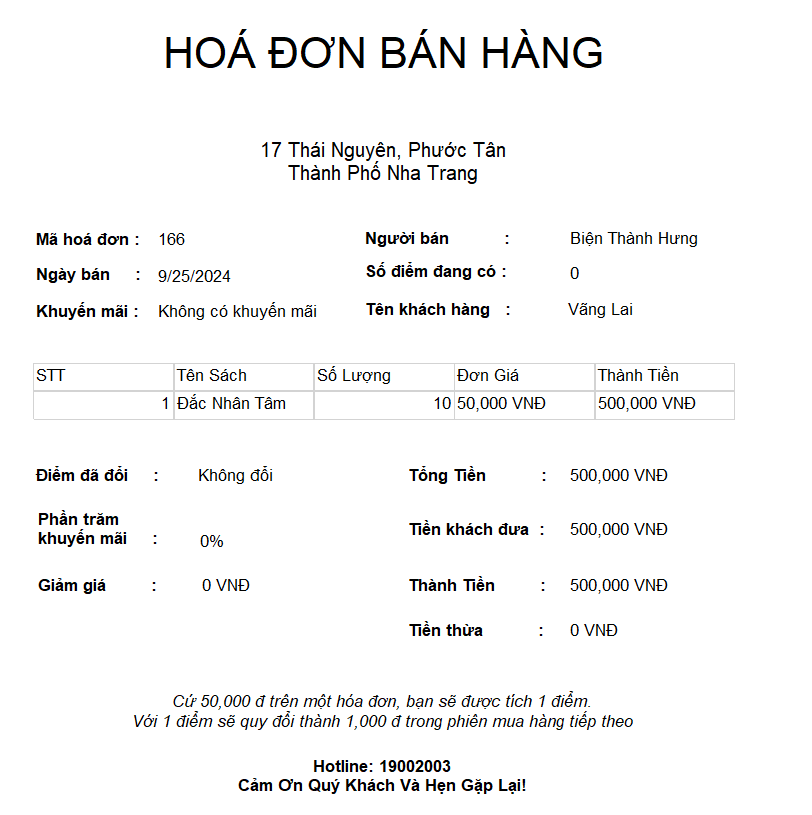 HOÁ ĐƠN BÁN HÀNG
17 Thái Nguyên, Phước Tân
Thành Phố Nha Trang
Mã hoá đơn : 166 Người bán : Biện Thành Hưng
Ngày bán : 9/25/2024 Số điểm đang có : 0
Khuyến mãi : Không có khuyến mãi Tên khách hàng : Vãng Lai
STT Tên Sách Số Lượng Đơn Giá Thành Tiền
1 Đắc Nhân Tâm 10 50,000 VNĐ 500,000 VNĐ
Điểm đã đổi : Không đổi Tổng Tiền : 500,000 VNĐ
Phần trăm
khuyến mãi : 0% Tiền khách đưa : 500,000 VNĐ
Giảm giá : 0 VNĐ Thành Tiền : 500,000 VNĐ
Tiền thừa : 0 VNĐ
Cứ 50,000 đ trên một hóa đơn, bạn sẽ được tích 1 điểm.
Với 1 điểm sẽ quy đổi thành 1,000 đ trong phiên mua hàng tiếp theo
Hotline: 19002003
Cảm Ơn Quý Khách Và Hẹn Gặp Lại!